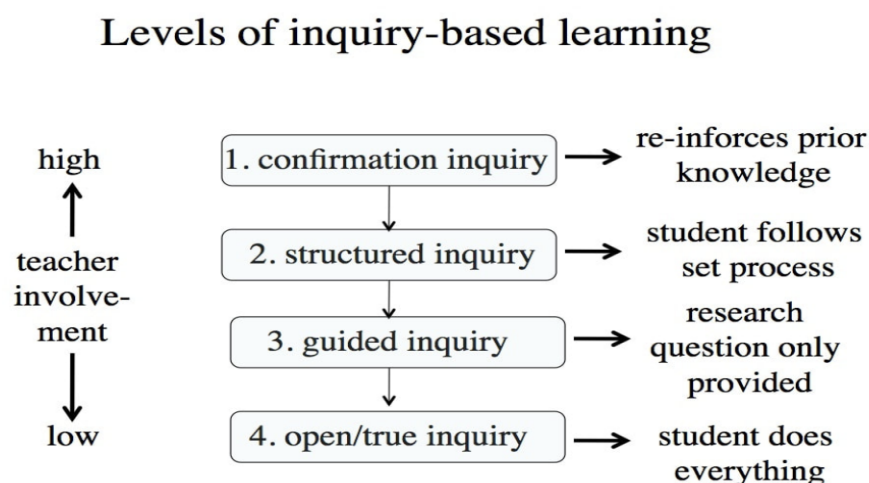 Levels of inquiry-based learning
high
teacher
involve-
ment
low
1. confirmation inquiry
re-inforces prior
knowledge
2. structured inquiry
student follows
set process
3. guided inquiry
research
question only
provided
4. open/true inquiry
student does
everything